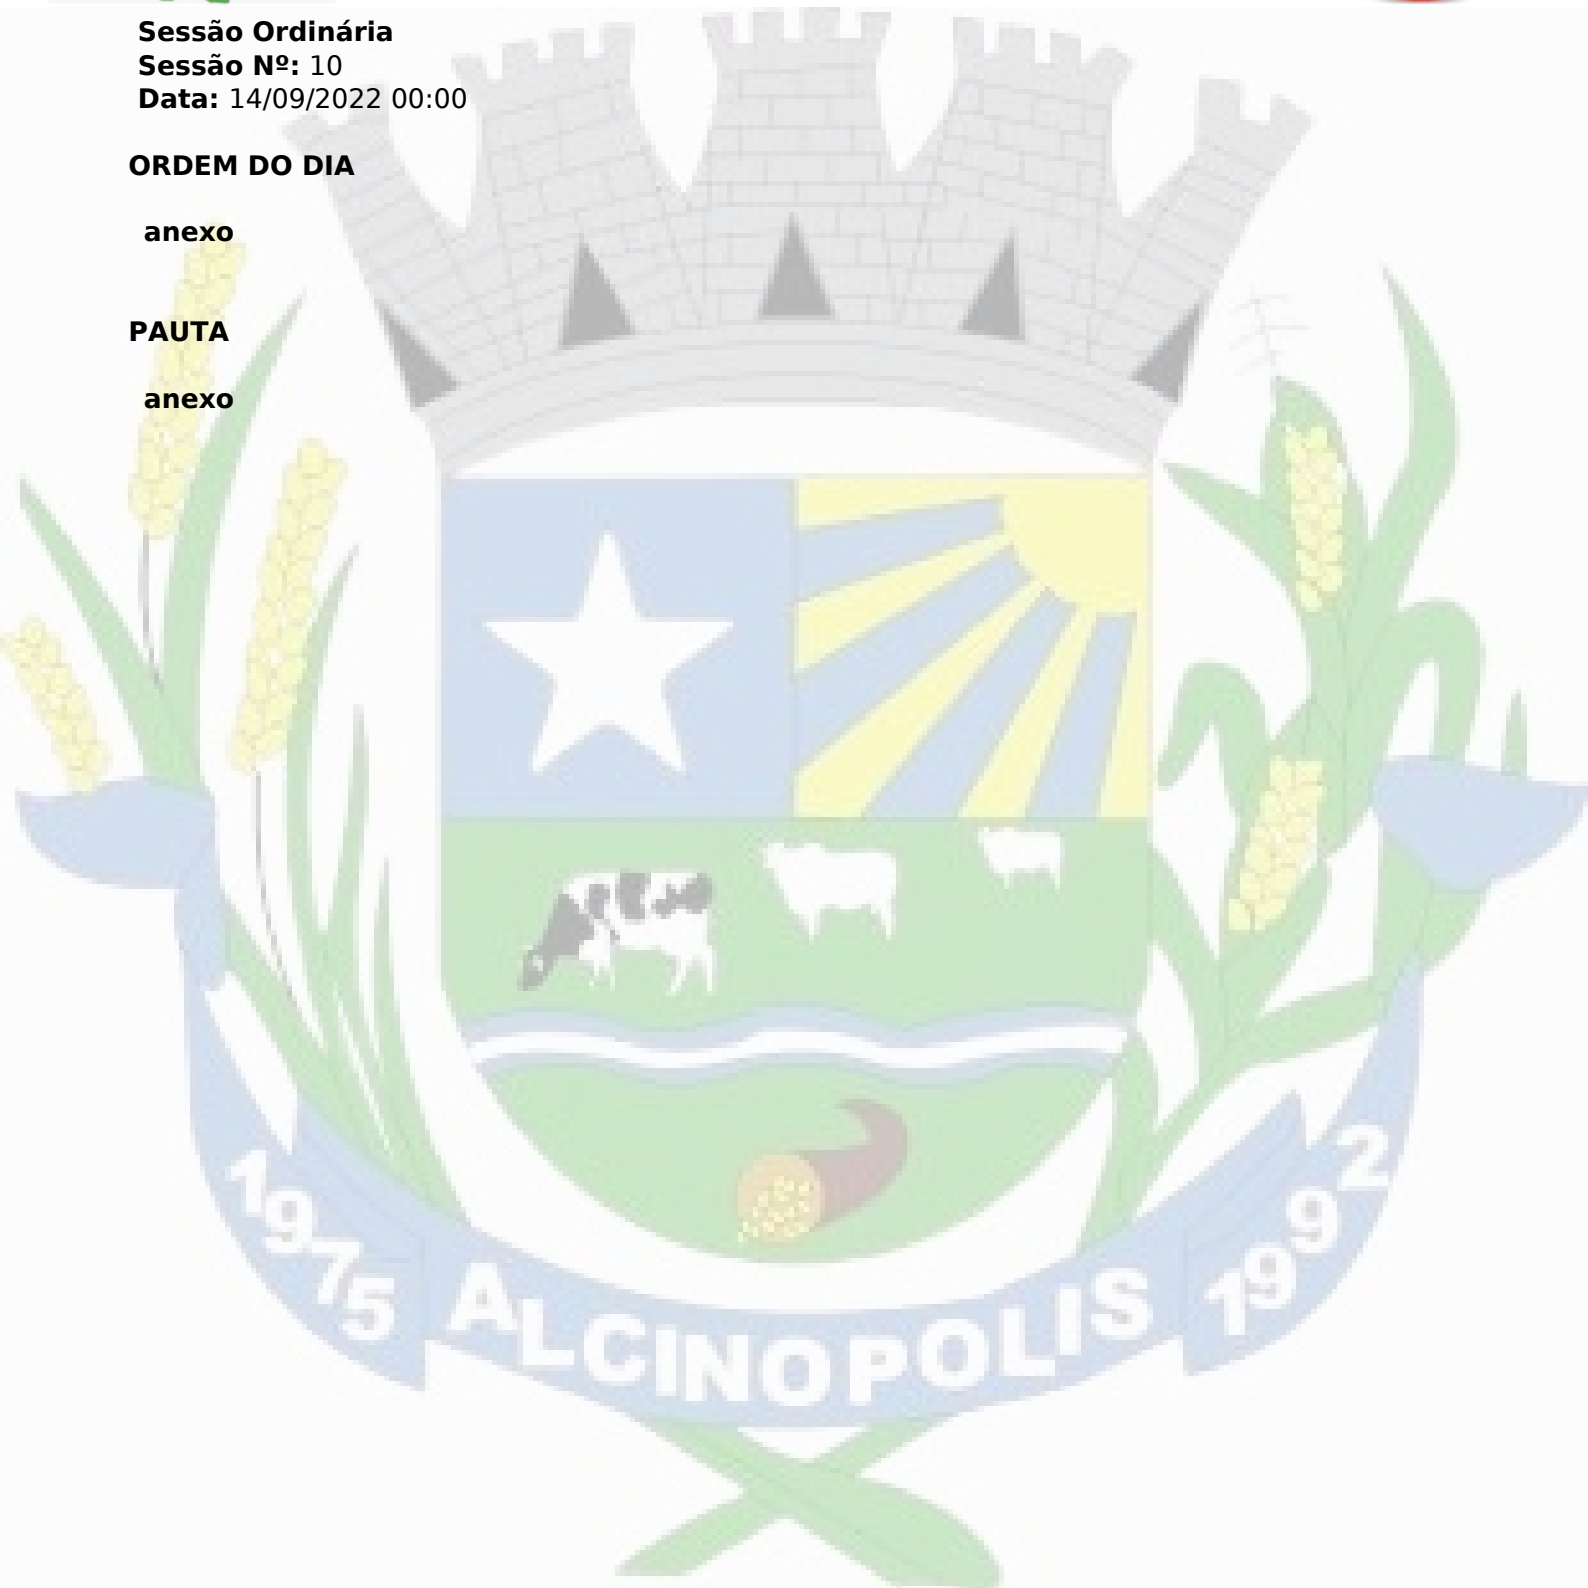 Sessão Ordinária
Sessão Nº: 10
Data: 14/09/2022 00:00
ORDEM DO DIA
anexo
PAUTA
anexo
1975 ALCINOPOLIS 1992